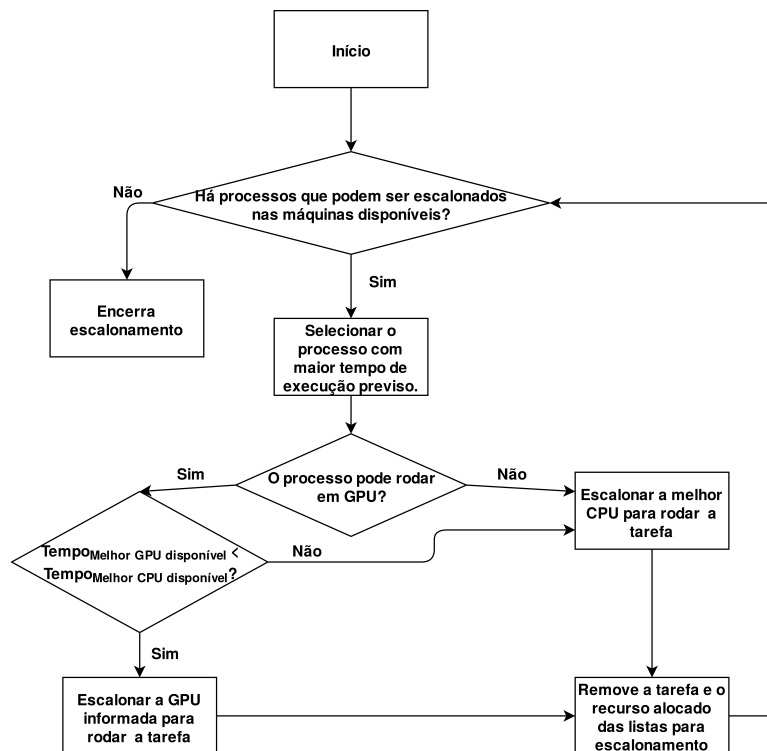 Início
Há processos que podem ser escalonados
nas máquinas disponíveis?
Não
Encerra
escalonamento
Sim
Selecionar o
processo com
maior tempo de
execução previso.
O processo pode rodar
em GPU?
Sim
Não
Escalonar a melhor
CPU para rodar a
tarefa
TempoMelhor GPU disponível <
TempoMelhor CPU disponível?
Não
Sim
Escalonar a GPU
informada para
rodar a tarefa
Remove a tarefa e o
recurso alocado
das listas para
escalonamento